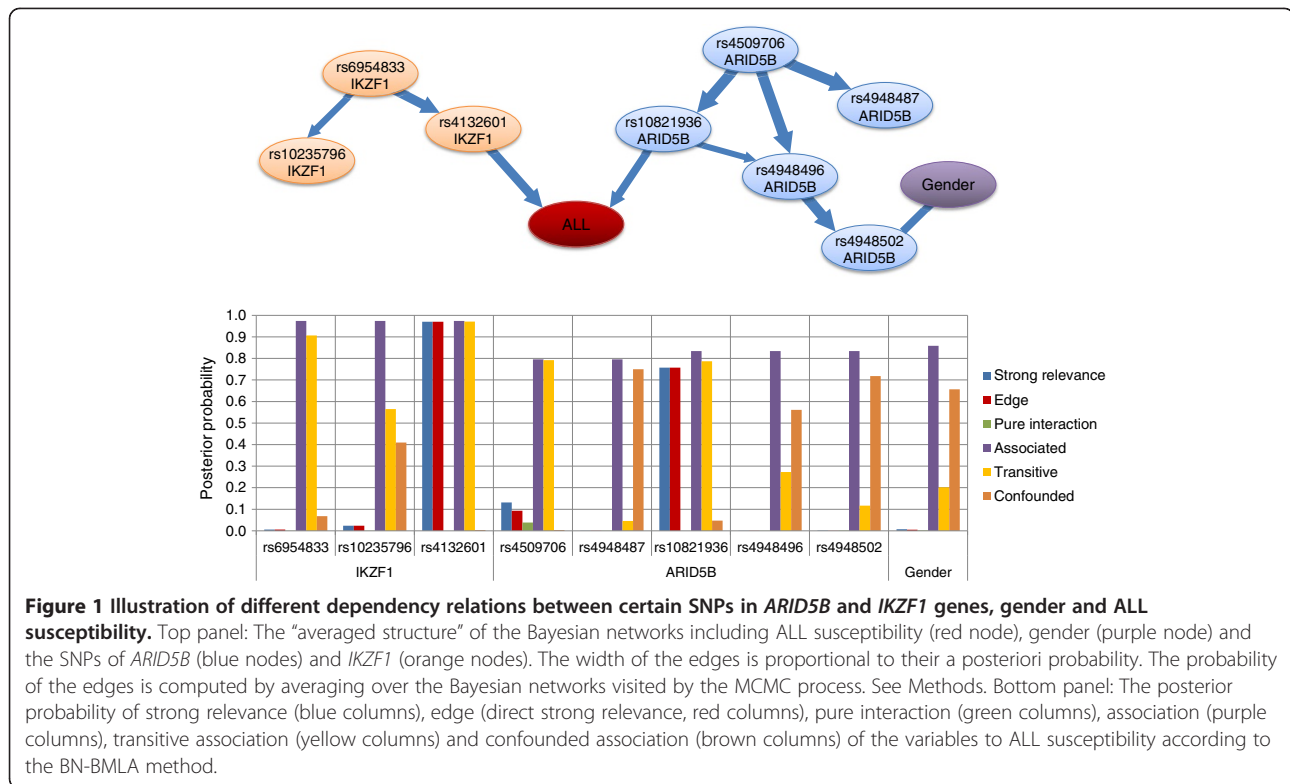 rs4509706
ARID5B
rs6954833
IKZF1
rs4948487
ARID5B
rs4132601
IKZF1
rs10821936
ARID5B
rs10235796
IKZF1
rs4948496
ARID5B
Gender
ALL
rs4948502
ARID5B
1.0
0.9
0.8
0.7
0.6
0.5
0.4
0.3
0.2
0.1
0.0
Posterior probability
Strong relevance
Edge
Pure interaction
Associated
Transitive
Confounded
rs6954833 rs10235796 rs4132601 rs4509706 rs4948487 rs10821936 rs4948496 rs4948502
IKZF1 ARID5B Gender
Figure 1 Illustration of different dependency relations between certain SNPs in ARID5B and IKZF1 genes, gender and ALL
susceptibility. Top panel: The “averaged structure” of the Bayesian networks including ALL susceptibility (red node), gender (purple node) and
the SNPs of ARID5B (blue nodes) and IKZF1 (orange nodes). The width of the edges is proportional to their a posteriori probability. The probability
of the edges is computed by averaging over the Bayesian networks visited by the MCMC process. See Methods. Bottom panel: The posterior
probability of strong relevance (blue columns), edge (direct strong relevance, red columns), pure interaction (green columns), association (purple
columns), transitive association (yellow columns) and confounded association (brown columns) of the variables to ALL susceptibility according to
the BN-BMLA method.